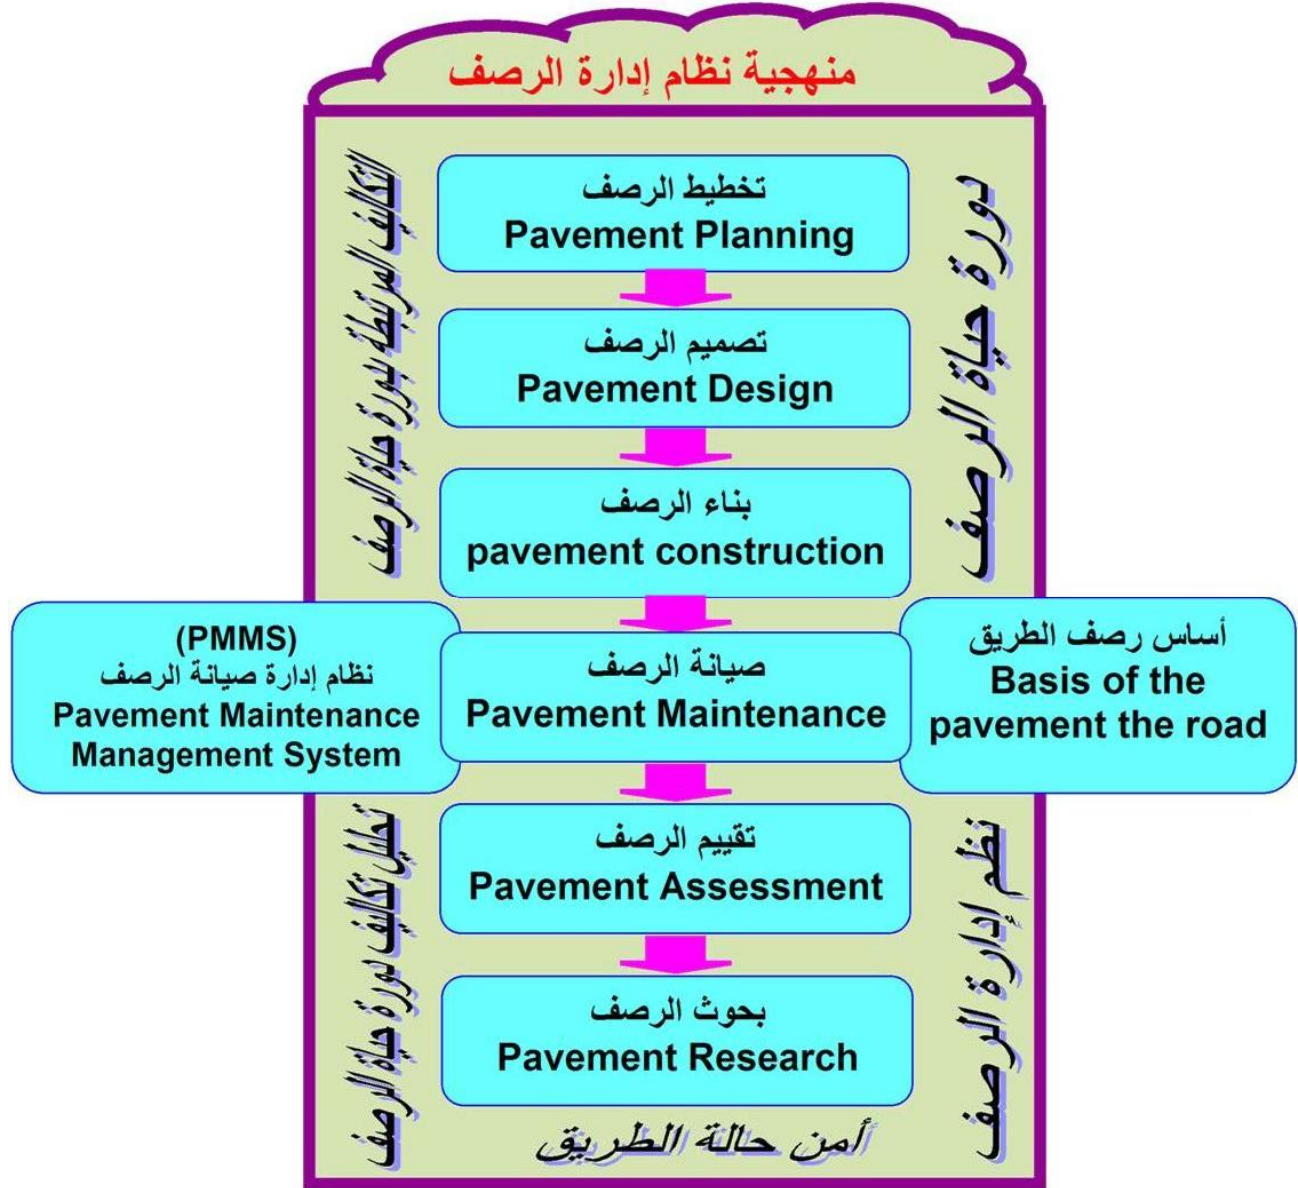 منهجية نظام إدارة الرصف
دورة حياة الرصف
التكاليف المرتبطة بدورة حياة الرصف
تخطيط الرصف
Pavement Planning
تصميم الرصف
Pavement Design
بناء الرصف
pavement construction
أساس رصف الطريق
Basis of the
pavement the road
صيانة الرصف
Pavement Maintenance
(PMMS)
نظام إدارة صيانة الرصف
Pavement Maintenance
Management System
نظم إدارة الرصف
تحليل تكاليف دورة حياة الرصف
تقييم الرصف
Pavement Assessment
بحوث الرصف
Pavement Research
أمن حالة الطريق